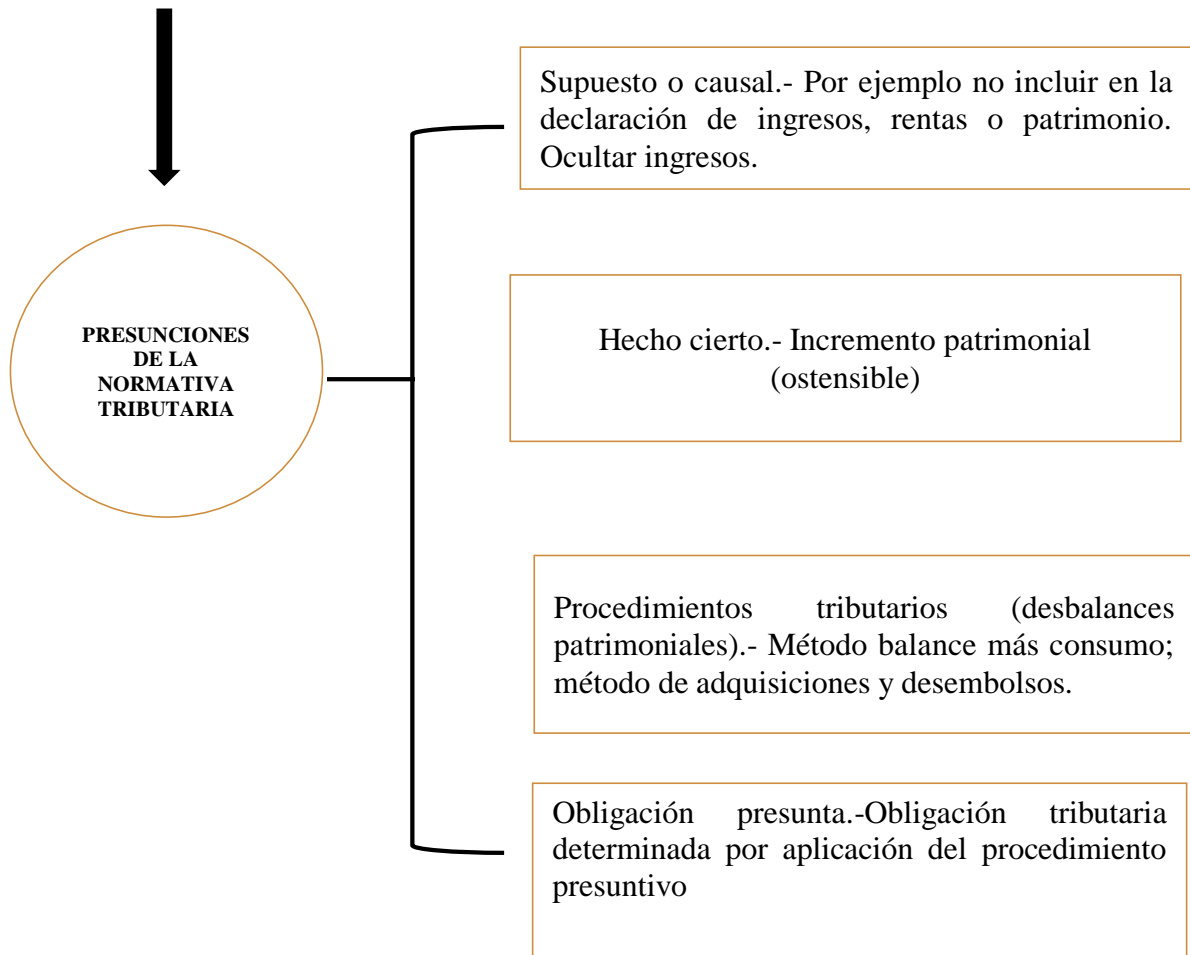 Supuesto o causal.- Por ejemplo no incluir en la
declaración de ingresos, rentas o patrimonio.
Ocultar ingresos.
PRESUNCIONES
DE LA
NORMATIVA
TRIBUTARIA
Hecho cierto.- Incremento patrimonial
(ostensible)
Procedimientos tributarios (desbalances
patrimoniales).- Método balance más consumo;
método de adquisiciones y desembolsos.
Obligación presunta.-Obligación tributaria
determinada por aplicación del procedimiento
presuntivo